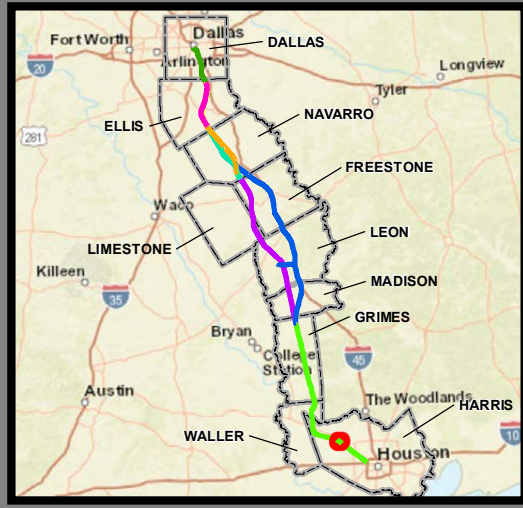 Dallas
DALLAS
Fort Worth
Arlington
20
Longview
Tyler
ELLIS
NAVARRO
281
FREESTONE
Waco
LEON
LIMESTONE
Killeen
MADISON
35
GRIMES
Bryan
College
Station
45
Austin
The Woodlands
HARRIS
WALLER
10
Houston